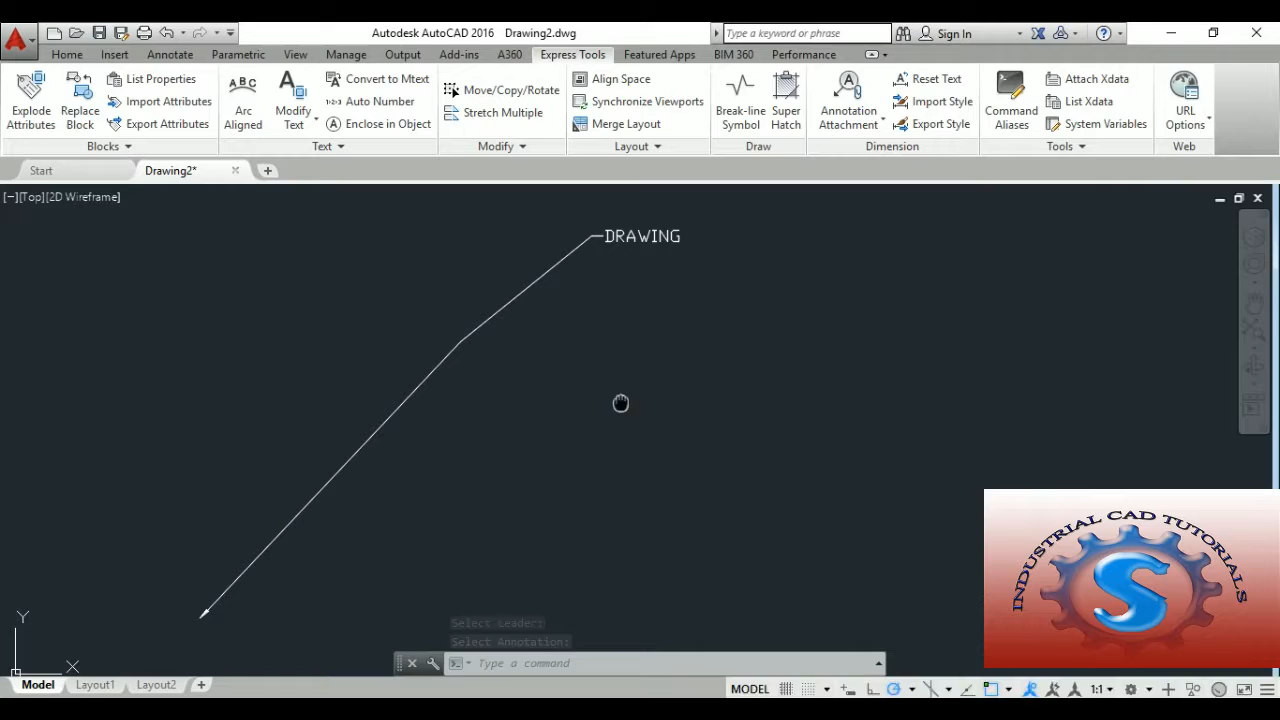 Autodesk AutoCAD 2016 Drawing2.dwg
Type a keyword or phrase
Sign In
Home Insert Annotate Parametric View Manage Output Add-ins A360 Express Tools Featured Apps BIM 360 Performance
Explode Attributes
Replace Block
List Properties
Import Attributes
Export Attributes
Blocks
ABC
Arc Aligned
A
Modify Text
Convert to Mtext
Auto Number
Enclose in Object
Text
Move/Copy/Rotate
Stretch Multiple
Modify
Align Space
Synchronize Viewports
Merge Layout
Layout
Break-line Symbol
Super Hatch
Draw
Annotation Attachment
Reset Text
Import Style
Export Style
Dimension
Command Aliases
Attach Xdata
List Xdata
System Variables
Tools
URL Options
Web
Start
Drawing2*
[−][Top][2D Wireframe]
DRAWING
INDUSTRIAL CAD TUTORIALS
S
Y
X
Select Leader:
Select Annotation:
Type a command
Model Layout1 Layout2
MODEL
1:1